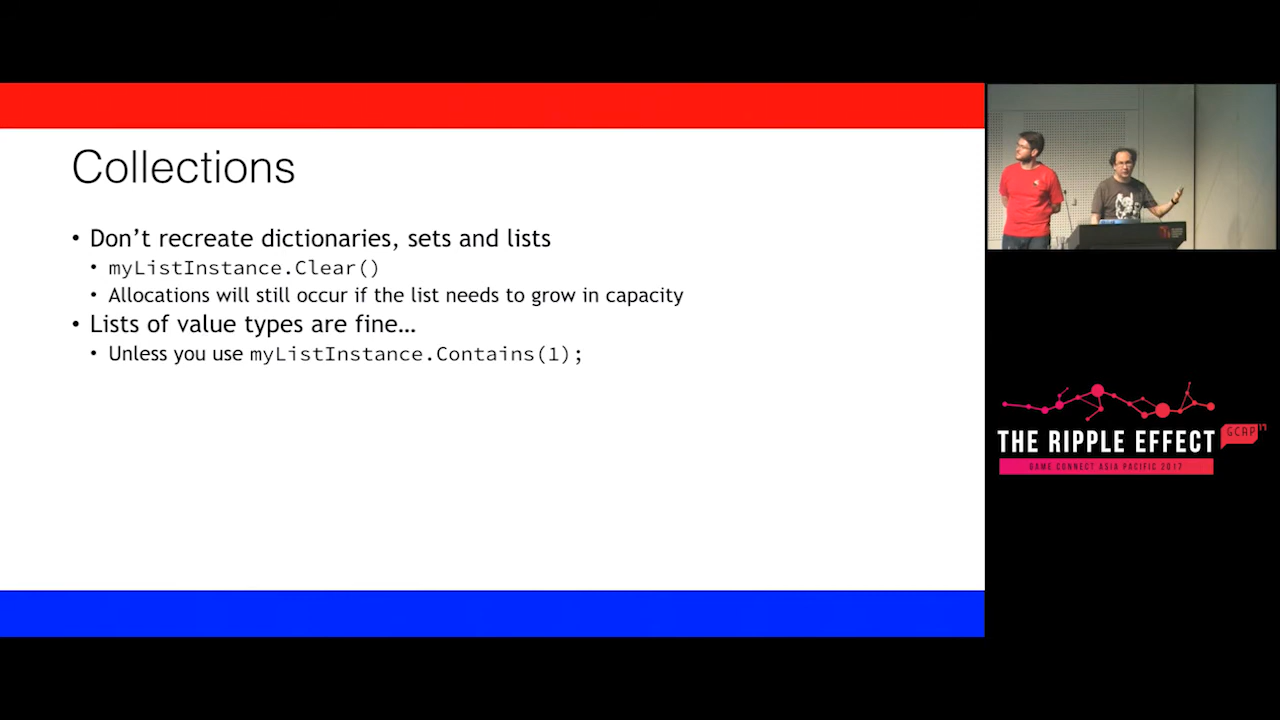 Collections
• Don't recreate dictionaries, sets and lists
• myListInstance.Clear()
• Allocations will still occur if the list needs to grow in capacity
• Lists of value types are fine…
• Unless you use myListInstance.Contains(1);
THE RIPPLE EFFECT
GCAP 17
GAME CONNECT ASIA PACIFIC 2017